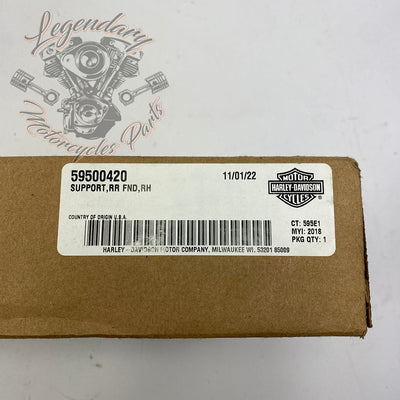 Legendary
Motorcycles Parts
59500420 11/01/22
SUPPORT,RR FND,RH
MOTOR
HARLEY-DAVIDSON
CYCLES
COUNTRY OF ORIGIN U.S.A.
CT: 595E1
MYI: 2018
PKG QTY: 1
HARLEY - DAVIDSON MOTOR COMPANY, MILWAUKEE WI. 53201 85009